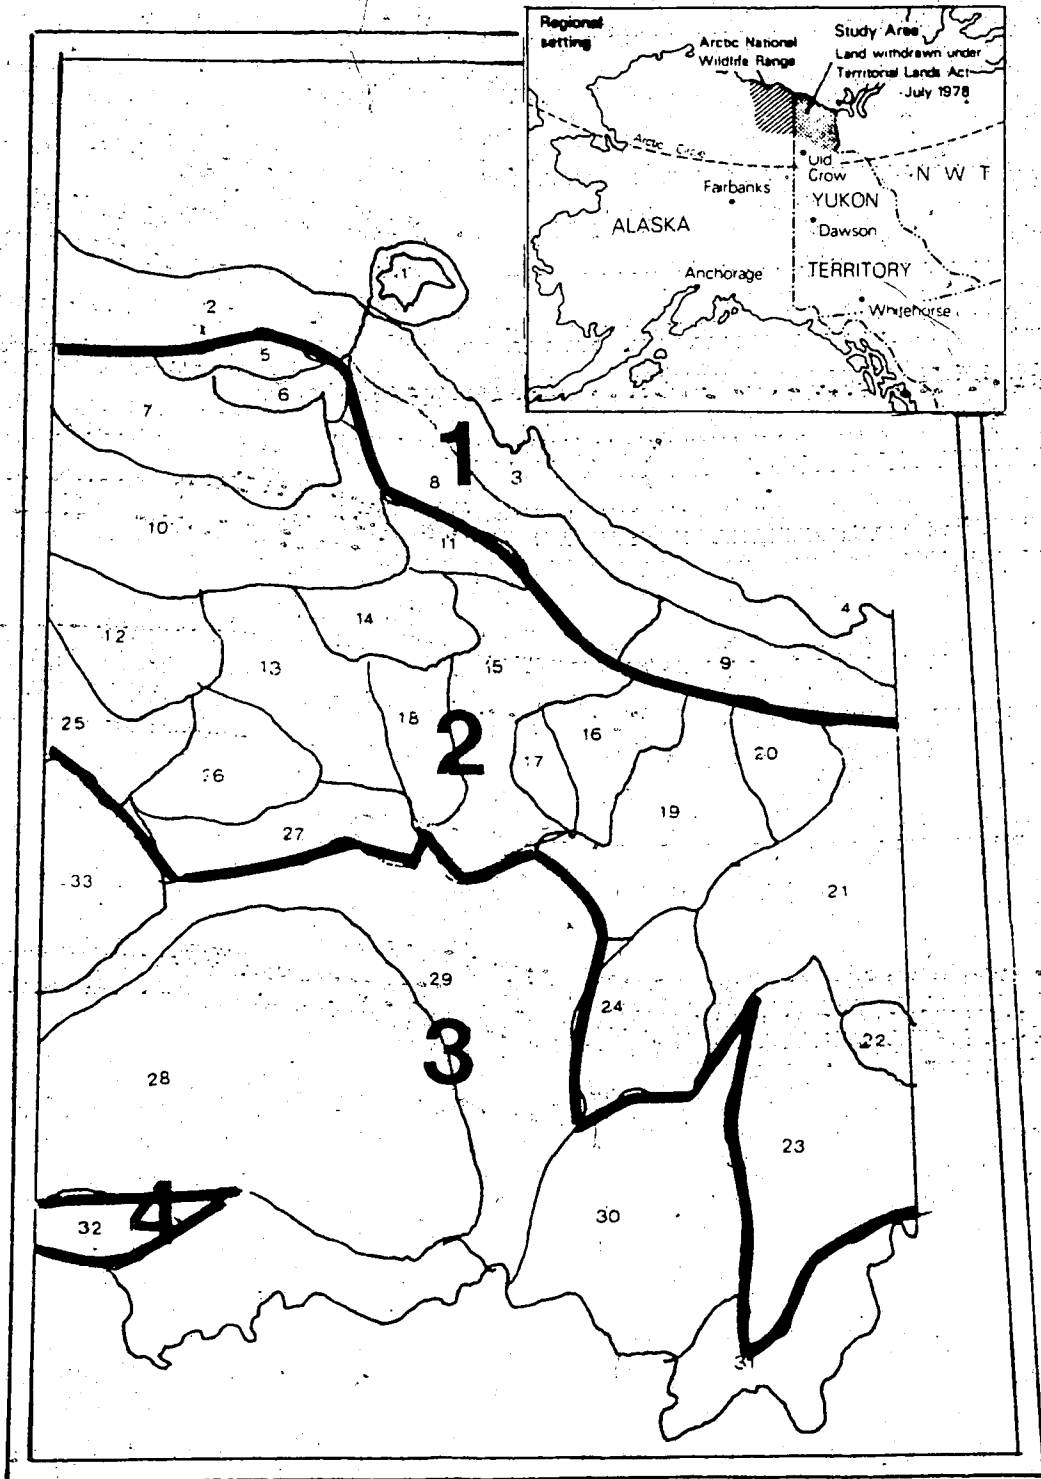 Regional
setting
Arctic National
Wildlife Range
Study Area
Land withdrawn under
Territorial Lands Act
July 1978
Arctic Circle
Old
Crow
N W T
Fairbanks
YUKON
ALASKA
Dawson
Anchorage
TERRITORY
Whitehorse
1
2
5
6
7
1
3
8
10
11
4
12
14
13
15
9
25
18
2
16
17
20
26
19
27
33
21
29
24
3
22
28
23
4
32
30
31